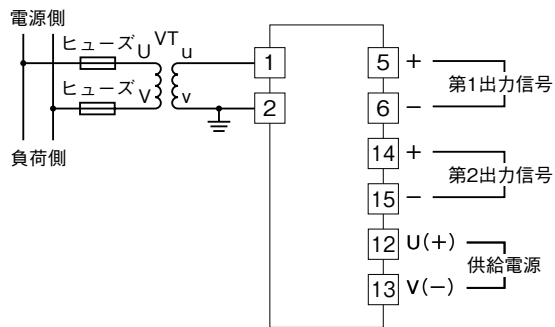 電源側
ヒューズ U VT u
1
5 +
第1出力信号
ヒューズ V v
2
6 −
負荷側
14 +
第2出力信号
15 −
12 U(+)
供給電源
13 V(−)